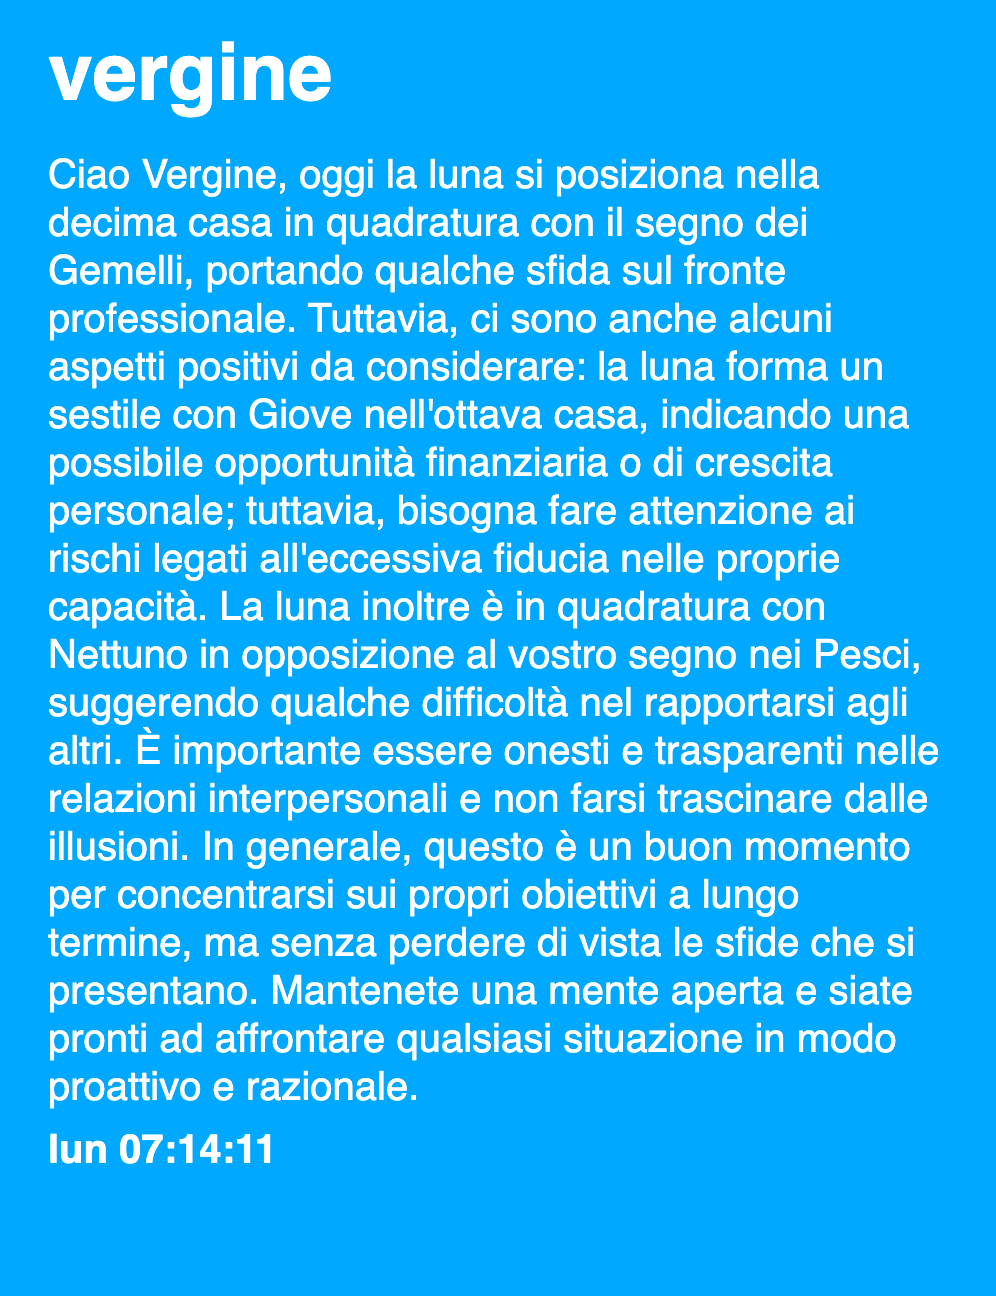 vergine
Ciao Vergine, oggi la luna si posiziona nella
decima casa in quadratura con il segno dei
Gemelli, portando qualche sfida sul fronte
professionale. Tuttavia, ci sono anche alcuni
aspetti positivi da considerare: la luna forma un
sestile con Giove nell'ottava casa, indicando una
possibile opportunità finanziaria o di crescita
personale; tuttavia, bisogna fare attenzione ai
rischi legati all'eccessiva fiducia nelle proprie
capacità. La luna inoltre è in quadratura con
Nettuno in opposizione al vostro segno nei Pesci,
suggerendo qualche difficoltà nel rapportarsi agli
altri. È importante essere onesti e trasparenti nelle
relazioni interpersonali e non farsi trascinare dalle
illusioni. In generale, questo è un buon momento
per concentrarsi sui propri obiettivi a lungo
termine, ma senza perdere di vista le sfide che si
presentano. Mantenete una mente aperta e siate
pronti ad affrontare qualsiasi situazione in modo
proattivo e razionale.
lun 07:14:11